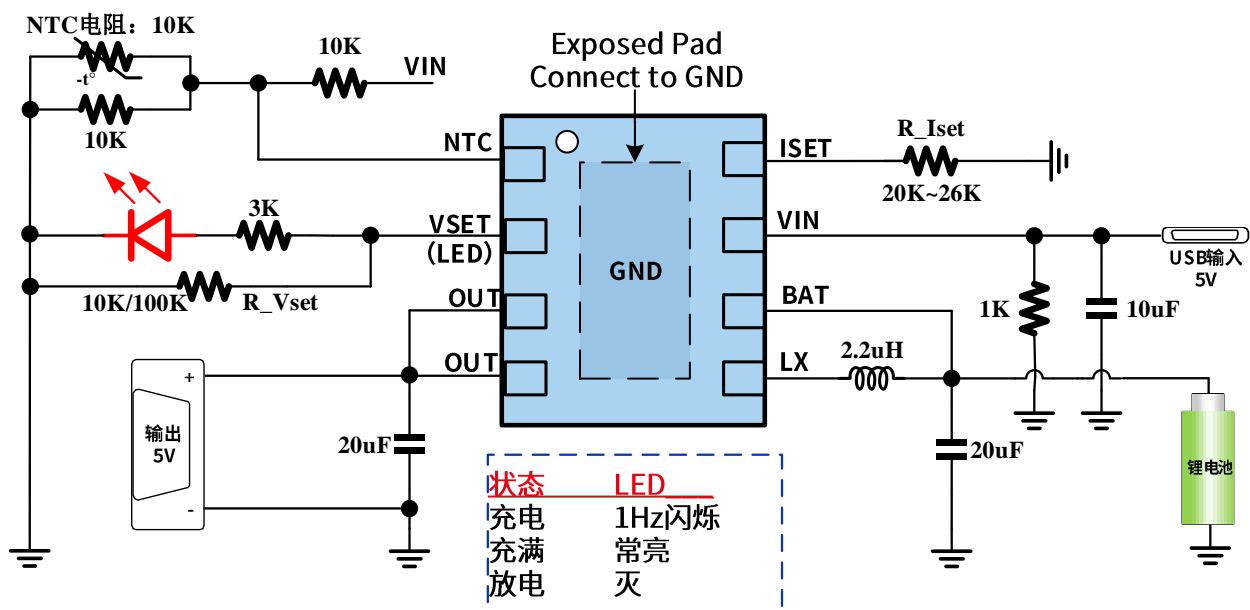 NTC电阻：10K
-t°
10K
10K
VIN
Exposed Pad
Connect to GND
NTC
ISET
R_Iset
20K~26K
3K
VSET
(LED)
VIN
USB输入
5V
10K/100K
R_Vset
GND
OUT
BAT
1K
10uF
OUT
LX
2.2uH
+
输出
5V
-
20uF
20uF
锂电池
状态 LED
充电 1Hz闪烁
充满 常亮
放电 灭